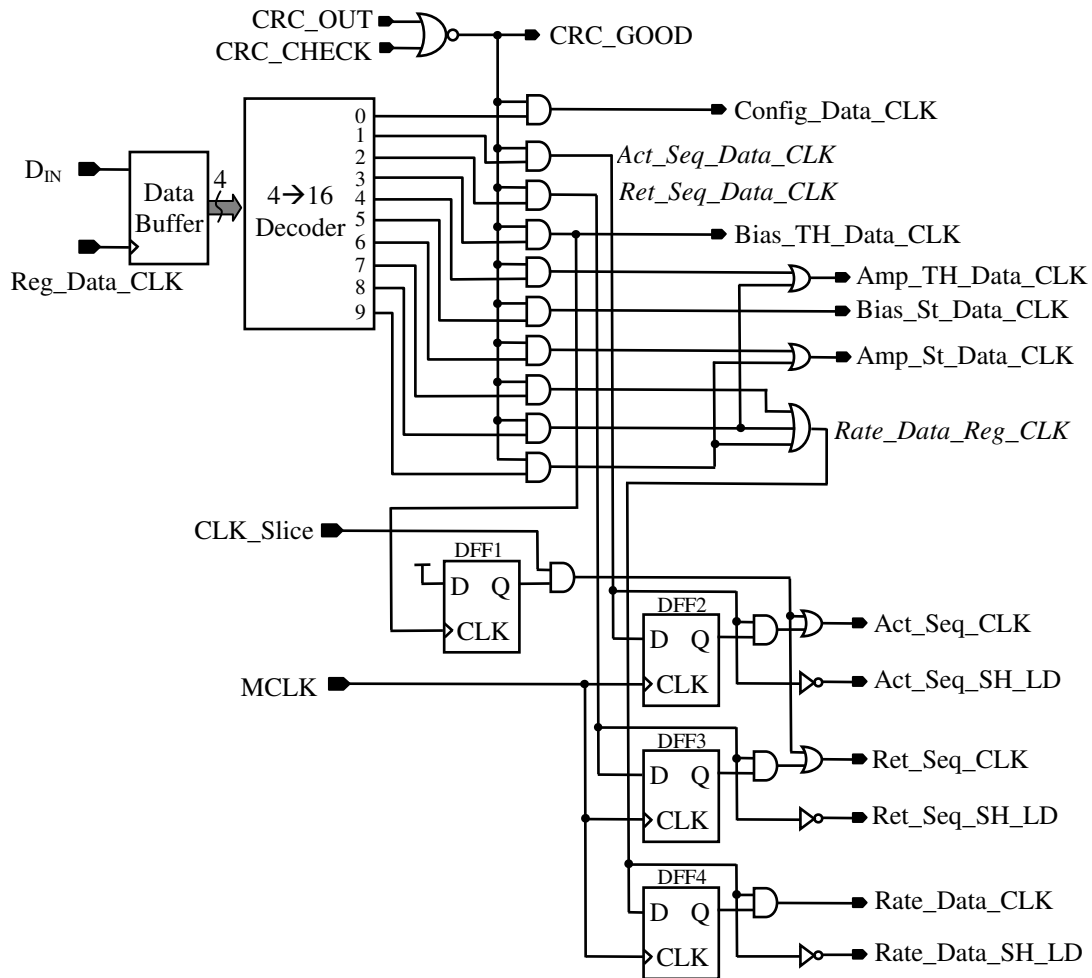 CRC_OUT
CRC_CHECK
CRC_GOOD
Config_Data_CLK
Act_Seq_Data_CLK
Ret_Seq_Data_CLK
Bias_TH_Data_CLK
Amp_TH_Data_CLK
Bias_St_Data_CLK
Amp_St_Data_CLK
Rate_Data_Reg_CLK
D_IN
Reg_Data_CLK
Data
Buffer
4
4→16
Decoder
0
1
2
3
4
5
6
7
8
9
CLK_Slice
DFF1
D Q
CLK
MCLK
DFF2
D Q
CLK
Act_Seq_CLK
Act_Seq_SH_LD
DFF3
D Q
CLK
Ret_Seq_CLK
Ret_Seq_SH_LD
DFF4
D Q
CLK
Rate_Data_CLK
Rate_Data_SH_LD